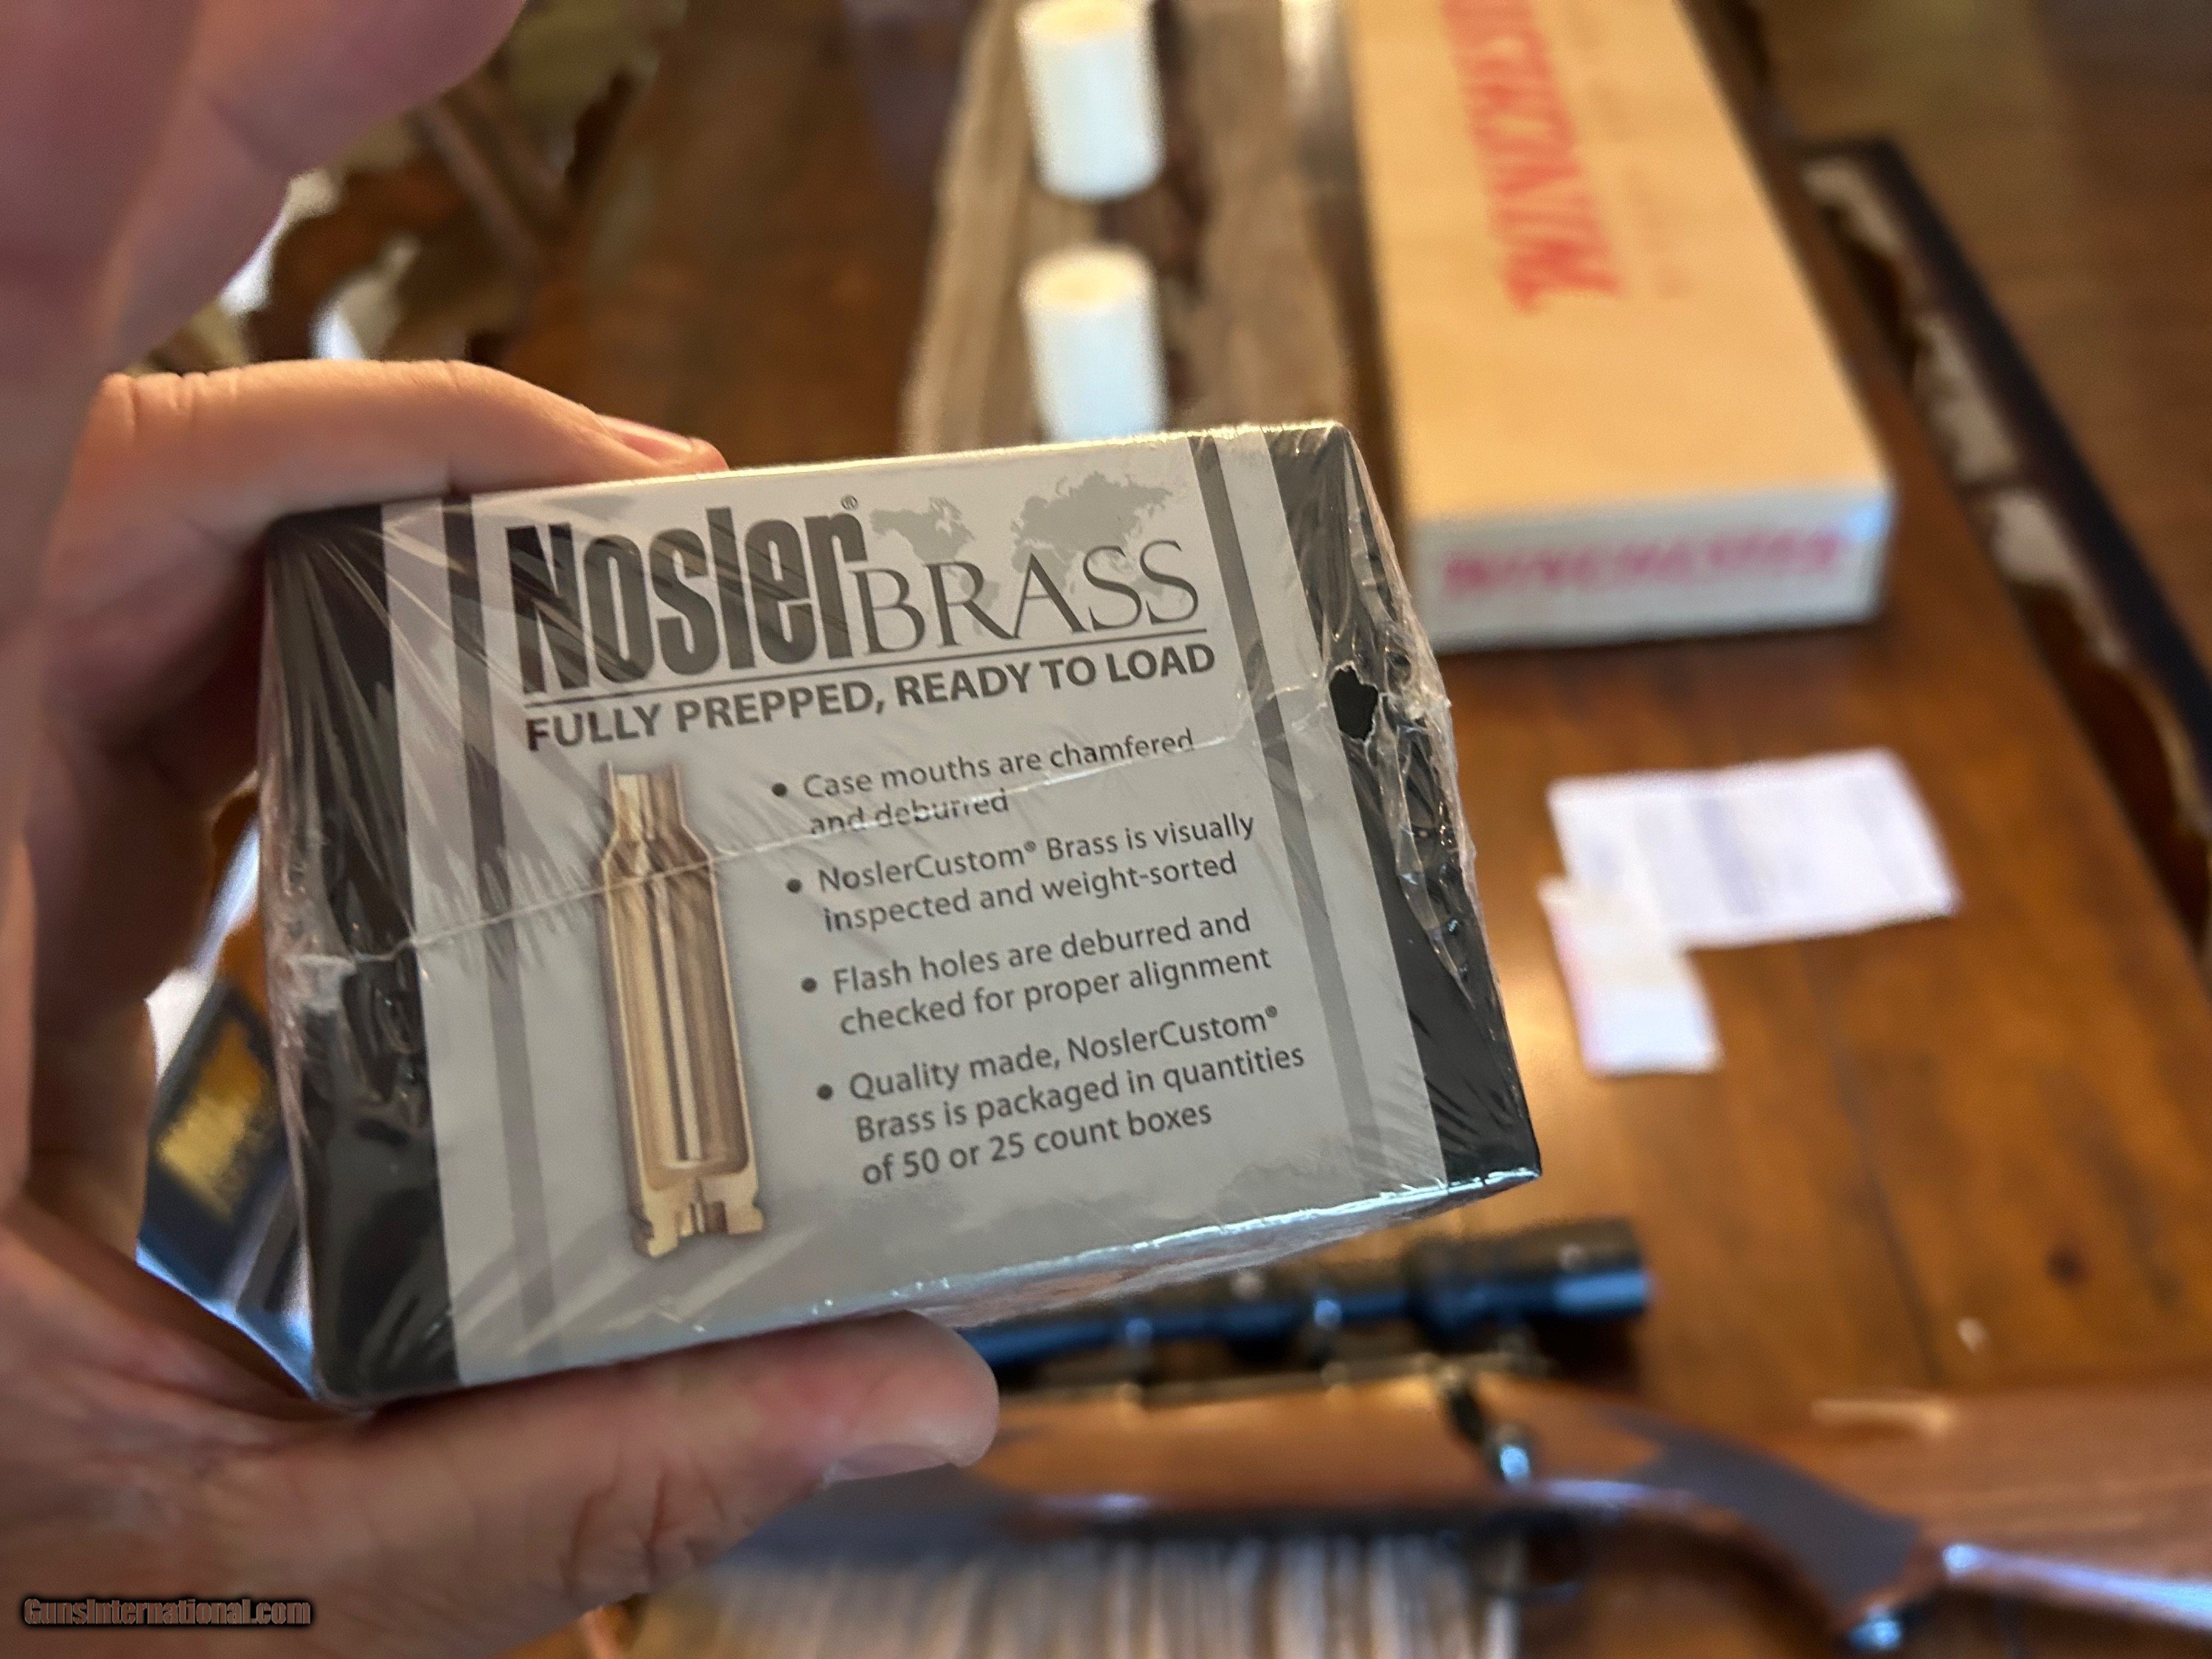 WINCHESTER
WINCHESTER
Nosler® BRASS
FULLY PREPPED, READY TO LOAD
• Case mouths are chamfered
and deburred
• NoslerCustom® Brass is visually
inspected and weight-sorted
• Flash holes are deburred and
checked for proper alignment
• Quality made, NoslerCustom®
Brass is packaged in quantities
of 50 or 25 count boxes
GunsInternational.com